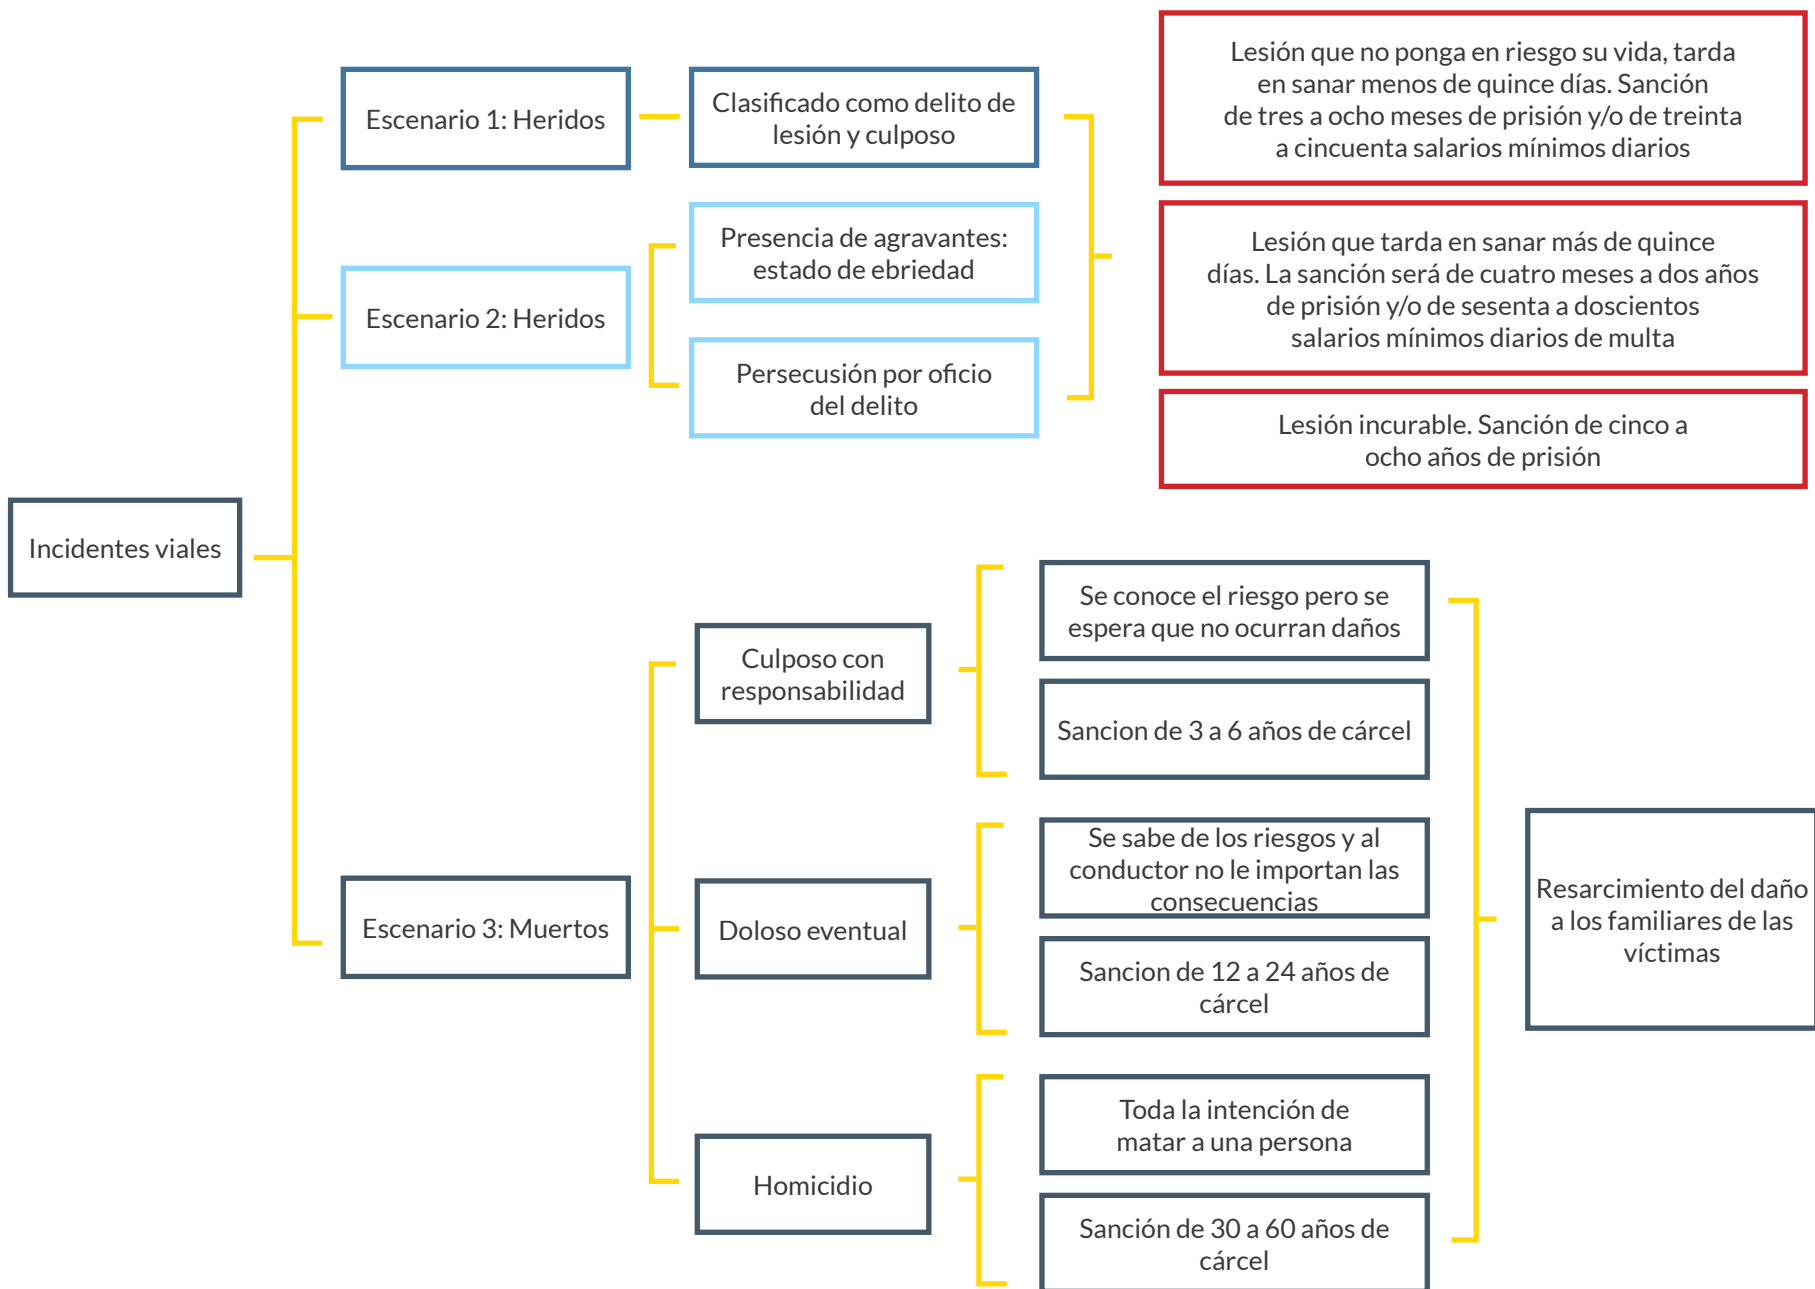 Incidentes viales
Escenario 1: Heridos
Clasificado como delito de
lesión y culposo
Escenario 2: Heridos
Presencia de agravantes:
estado de ebriedad
Persecusión por oficio
del delito
Lesión que no ponga en riesgo su vida, tarda
en sanar menos de quince días. Sanción
de tres a ocho meses de prisión y/o de treinta
a cincuenta salarios mínimos diarios
Lesión que tarda en sanar más de quince
días. La sanción será de cuatro meses a dos años
de prisión y/o de sesenta a doscientos
salarios mínimos diarios de multa
Lesión incurable. Sanción de cinco a
ocho años de prisión
Escenario 3: Muertos
Culposo con
responsabilidad
Se conoce el riesgo pero se
espera que no ocurran daños
Sancion de 3 a 6 años de cárcel
Doloso eventual
Se sabe de los riesgos y al
conductor no le importan las
consecuencias
Sancion de 12 a 24 años de
cárcel
Homicidio
Toda la intención de
matar a una persona
Sanción de 30 a 60 años de
cárcel
Resarcimiento del daño
a los familiares de las
víctimas